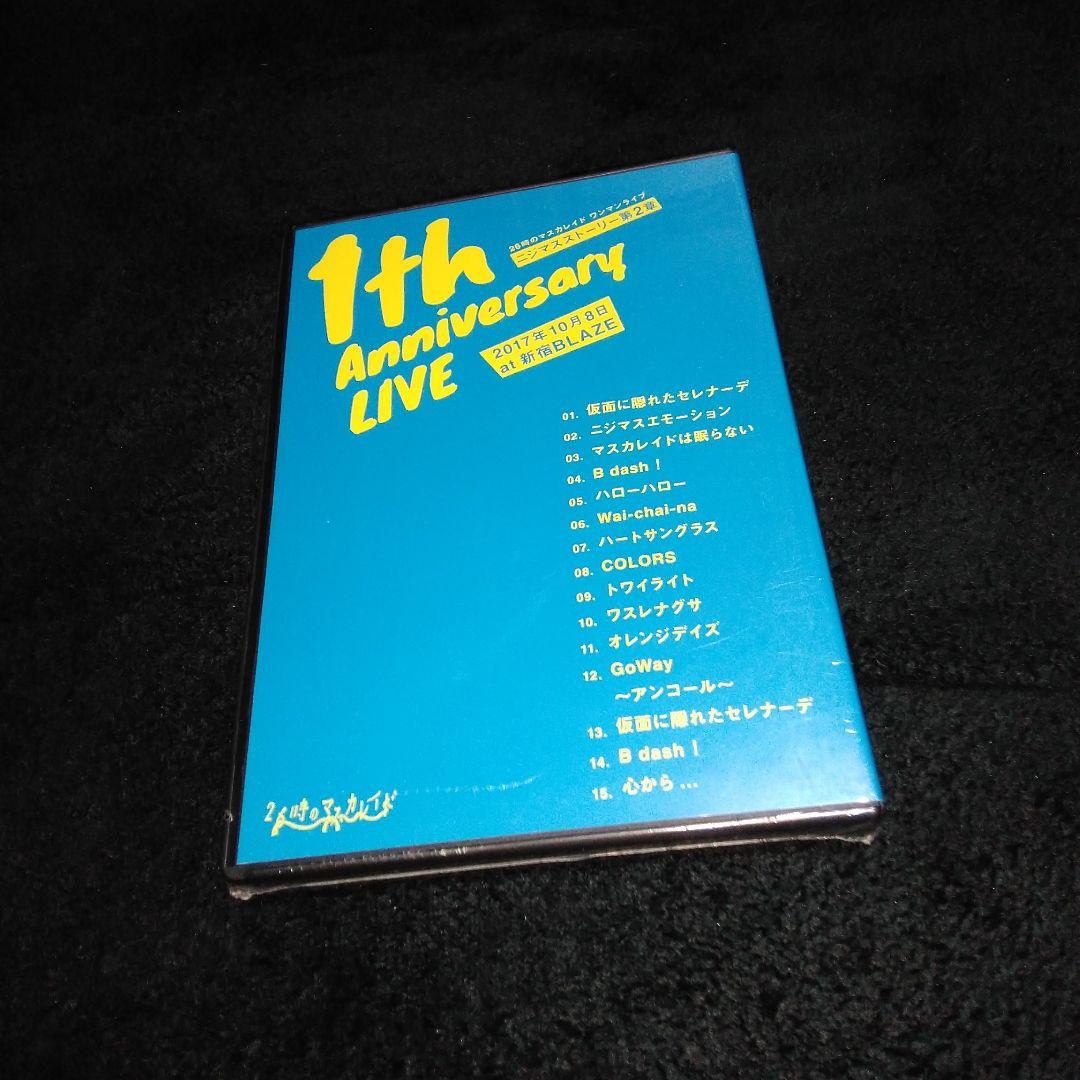 1th
Anniversary
LIVE
26時のマスカレイド ワンマンライブ
ニジマスストーリー第2章
2017年10月8日
at 新宿BLAZE
01. 仮面に隠れたセレナーデ
02. ニジマスエモーション
03. マスカレイドは眠らない
04. B dash！
05. ハローハロー
06. Wai-chai-na
07. ハートサングラス
08. COLORS
09. トワイライト
10. ワスレナグサ
11. オレンジデイズ
12. GoWay
～アンコール～
13. 仮面に隠れたセレナーデ
14. B dash！
15. 心から ...
26時のマスカレイド